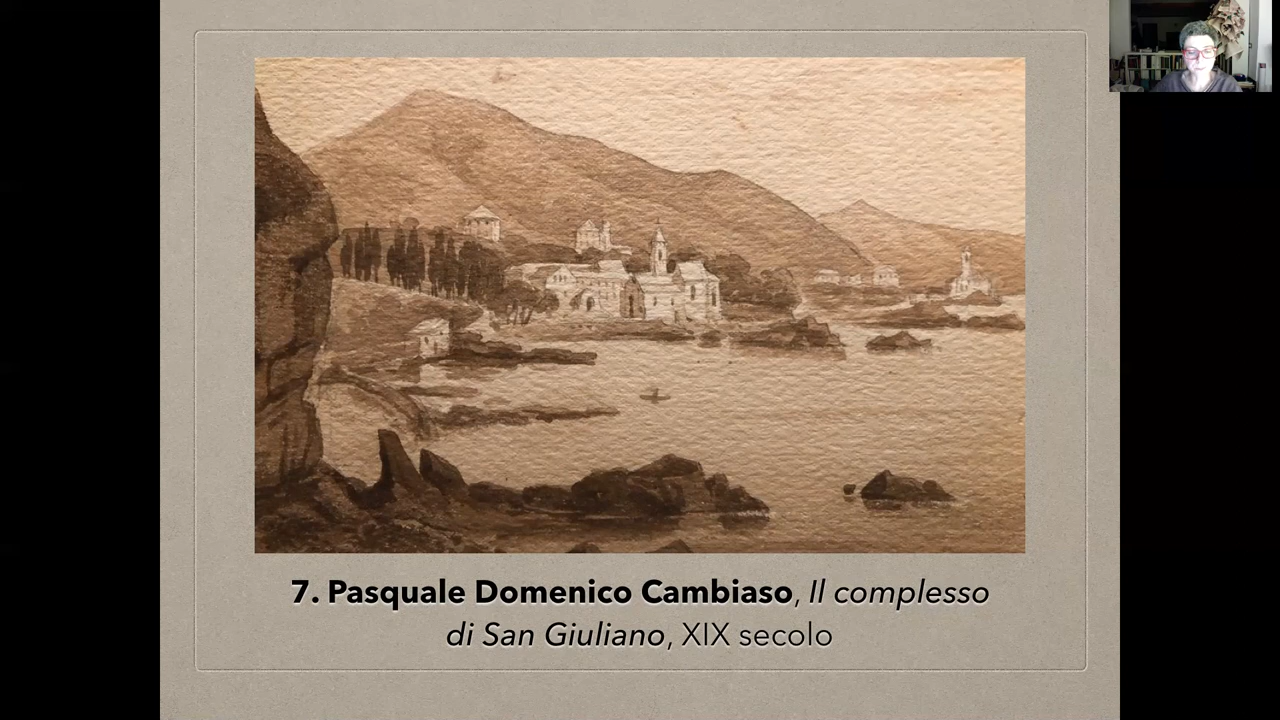 7. Pasquale Domenico Cambiaso, Il complesso
di San Giuliano, XIX secolo